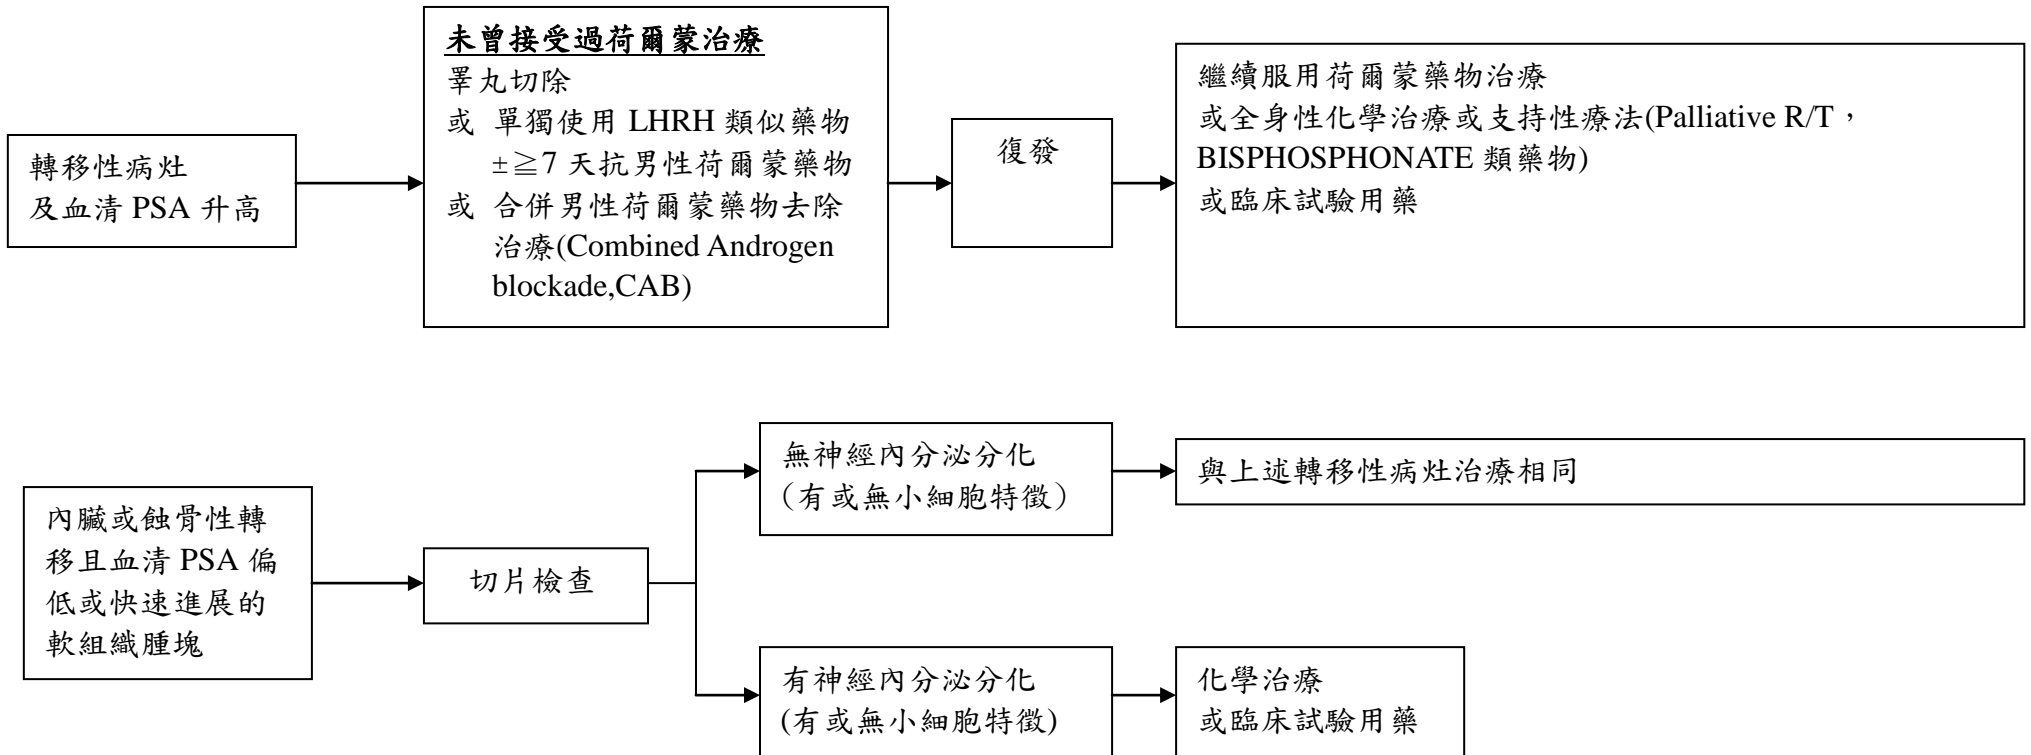 轉移性病灶
及血清 PSA 升高
未曾接受過荷爾蒙治療
睪丸切除
或 單獨使用 LHRH 類似藥物
±≧7 天抗男性荷爾蒙藥物
或 合併男性荷爾蒙藥物去除
治療(Combined Androgen
blockade,CAB)
復發
繼續服用荷爾蒙藥物治療
或全身性化學治療或支持性療法(Palliative R/T，
BISPHOSPHONATE 類藥物)
或臨床試驗用藥
內臟或蝕骨性轉
移且血清 PSA 偏
低或快速進展的
軟組織腫塊
切片檢查
無神經內分泌分化
（有或無小細胞特徵）
與上述轉移性病灶治療相同
有神經內分泌分化
(有或無小細胞特徵)
化學治療
或臨床試驗用藥